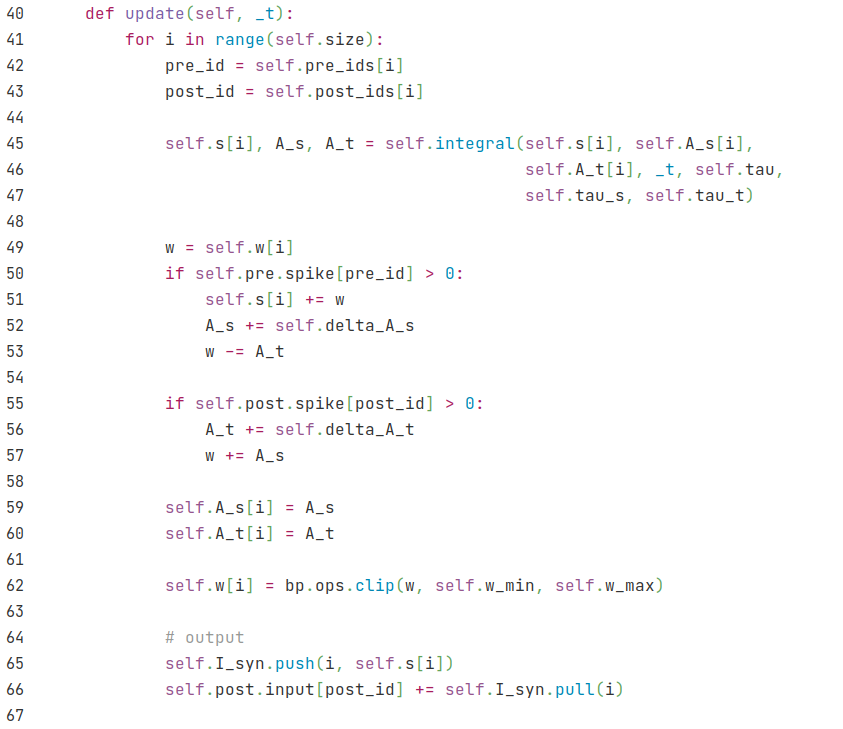 40 def update(self, _t):
41 for i in range(self.size):
42 pre_id = self.pre_ids[i]
43 post_id = self.post_ids[i]
44
45 self.s[i], A_s, A_t = self.integral(self.s[i], self.A_s[i],
46 self.A_t[i], _t, self.tau,
47 self.tau_s, self.tau_t)
48
49 w = self.w[i]
50 if self.pre.spike[pre_id] > 0:
51 self.s[i] += w
52 A_s += self.delta_A_s
53 w -= A_t
54
55 if self.post.spike[post_id] > 0:
56 A_t += self.delta_A_t
57 w += A_s
58
59 self.A_s[i] = A_s
60 self.A_t[i] = A_t
61
62 self.w[i] = bp.ops.clip(w, self.w_min, self.w_max)
63
64 # output
65 self.I_syn.push(i, self.s[i])
66 self.post.input[post_id] += self.I_syn.pull(i)
67